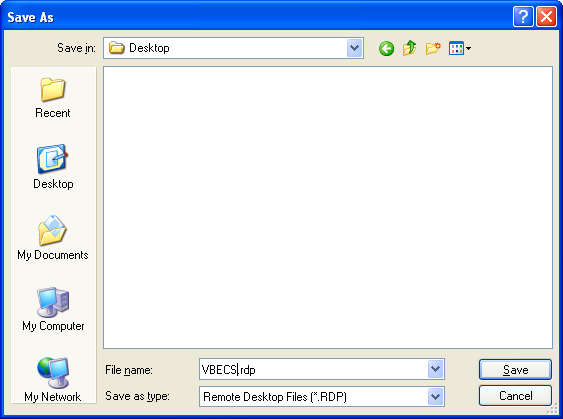 Save As
Save in:
Desktop
Recent
Desktop
My Documents
My Computer
My Network
File name:
VBECS.rdp
Save
Save as type:
Remote Desktop Files (*.RDP)
Cancel